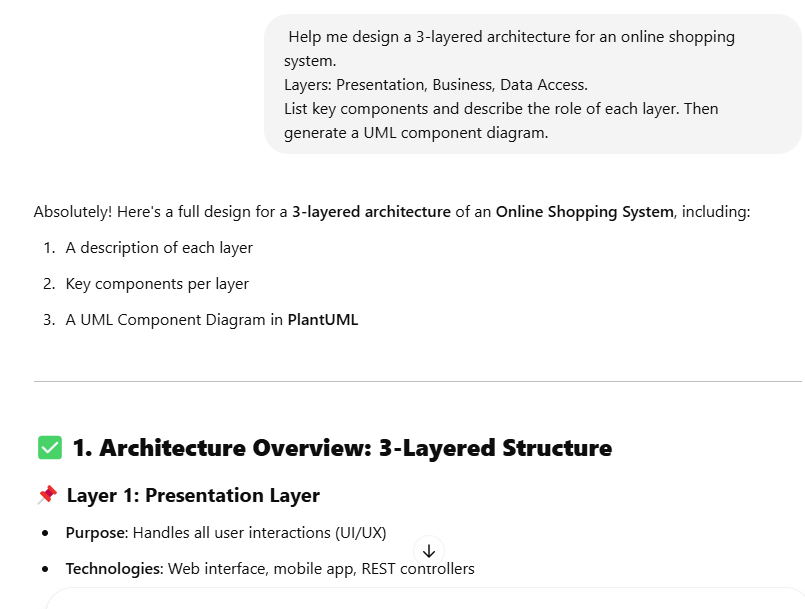 Help me design a 3-layered architecture for an online shopping
system.
Layers: Presentation, Business, Data Access.
List key components and describe the role of each layer. Then
generate a UML component diagram.
Absolutely! Here's a full design for a 3-layered architecture of an Online Shopping System, including:
1. A description of each layer
2. Key components per layer
3. A UML Component Diagram in PlantUML
✅ 1. Architecture Overview: 3-Layered Structure
📌 Layer 1: Presentation Layer
• Purpose: Handles all user interactions (UI/UX)
• Technologies: Web interface, mobile app, REST controllers